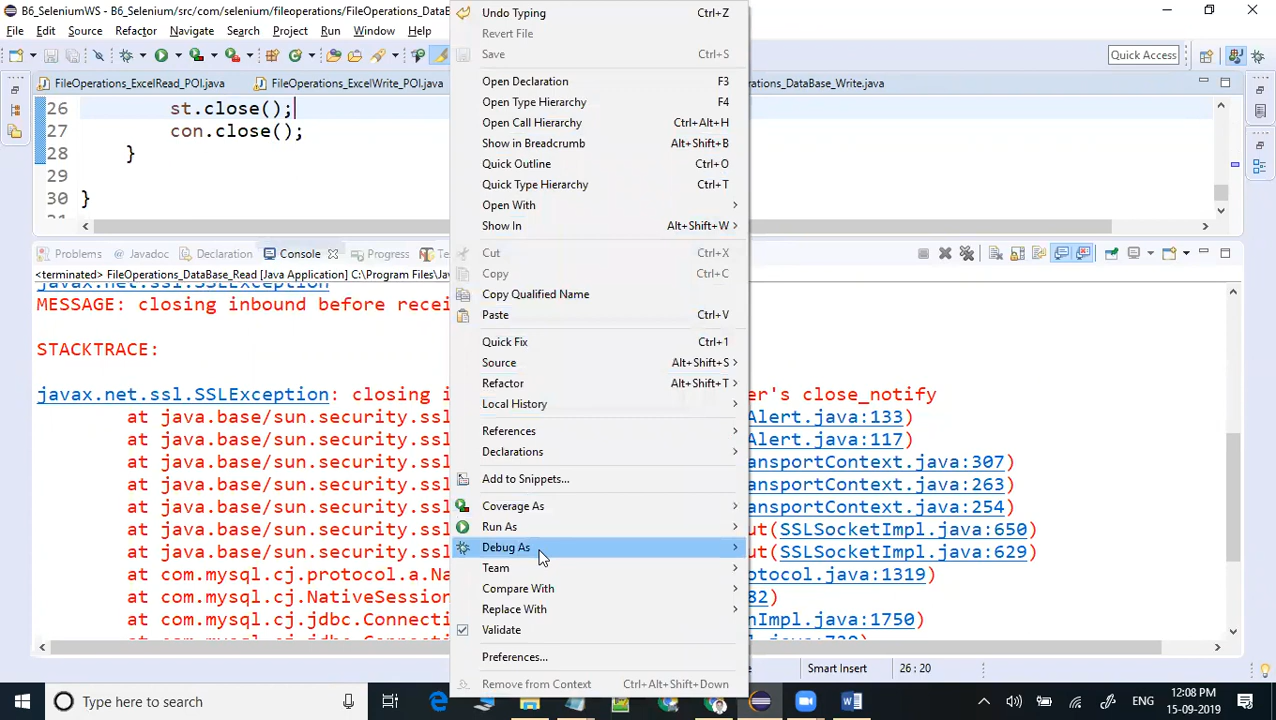 B6_SeleniumWS - B6_Selenium/src/com/selenium/fileoperations/FileOperations_DataB
File Edit Source Refactor Navigate Search Project Run Window Help
Quick Access
FileOperations_ExcelRead_POI.java FileOperations_ExcelWrite_POI.java erations_DataBase_Write.java
26 st.close();
27 con.close();
28 }
29
30 }
Problems Javadoc Declaration Console Progress Te
<terminated> FileOperations_DataBase_Read [Java Application] C:\Program Files\Jav
javax.net.ssl.SSLException
MESSAGE: closing inbound before recei
STACKTRACE:
javax.net.ssl.SSLException: closing i er's close_notify
at java.base/sun.security.ssl Alert.java:133)
at java.base/sun.security.ssl Alert.java:117)
at java.base/sun.security.ssl ansportContext.java:307)
at java.base/sun.security.ssl ansportContext.java:263)
at java.base/sun.security.ssl ansportContext.java:254)
at java.base/sun.security.ssl ut(SSLSocketImpl.java:650)
at java.base/sun.security.ssl ut(SSLSocketImpl.java:629)
at com.mysql.cj.protocol.a.Na otocol.java:1319)
at com.mysql.cj.NativeSession 82)
at com.mysql.cj.jdbc.Connecti nImpl.java:1750)
Undo Typing Ctrl+Z
Revert File
Save Ctrl+S
Open Declaration F3
Open Type Hierarchy F4
Open Call Hierarchy Ctrl+Alt+H
Show in Breadcrumb Alt+Shift+B
Quick Outline Ctrl+O
Quick Type Hierarchy Ctrl+T
Open With
Show In Alt+Shift+W
Cut Ctrl+X
Copy Ctrl+C
Copy Qualified Name
Paste Ctrl+V
Quick Fix Ctrl+1
Source Alt+Shift+S
Refactor Alt+Shift+T
Local History
References
Declarations
Add to Snippets...
Coverage As
Run As
Debug As
Team
Compare With
Replace With
Validate
Preferences...
Remove from Context Ctrl+Alt+Shift+Down
Smart Insert 26 : 20
Type here to search
ENG
12:08 PM
15-09-2019